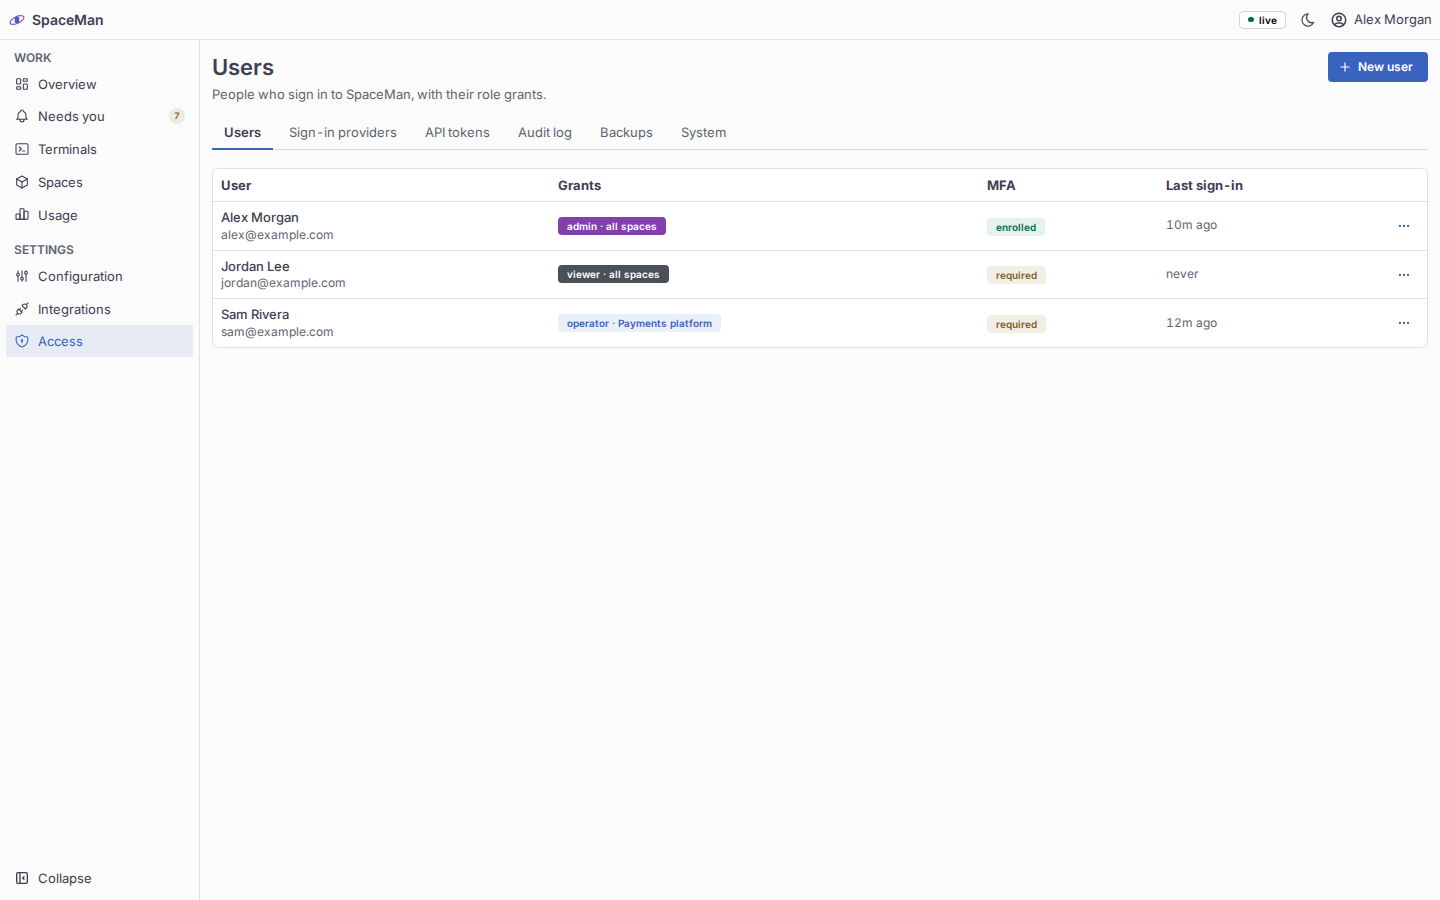 SpaceMan
live
Alex Morgan
WORK
Overview
Needs you
7
Terminals
Spaces
Usage
SETTINGS
Configuration
Integrations
Access
Collapse
Users
People who sign in to SpaceMan, with their role grants.
New user
Users Sign-in providers API tokens Audit log Backups System
User Grants MFA Last sign-in
Alex Morgan
alex@example.com
admin · all spaces
enrolled
10m ago
Jordan Lee
jordan@example.com
viewer · all spaces
required
never
Sam Rivera
sam@example.com
operator · Payments platform
required
12m ago